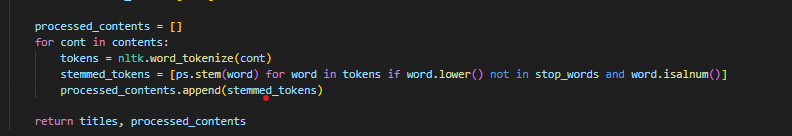 processed_contents = []
for cont in contents:
    tokens = nltk.word_tokenize(cont)
    stemmed_tokens = [ps.stem(word) for word in tokens if word.lower() not in stop_words and word.isalnum()]
    processed_contents.append(stemmed_tokens)
return titles, processed_contents